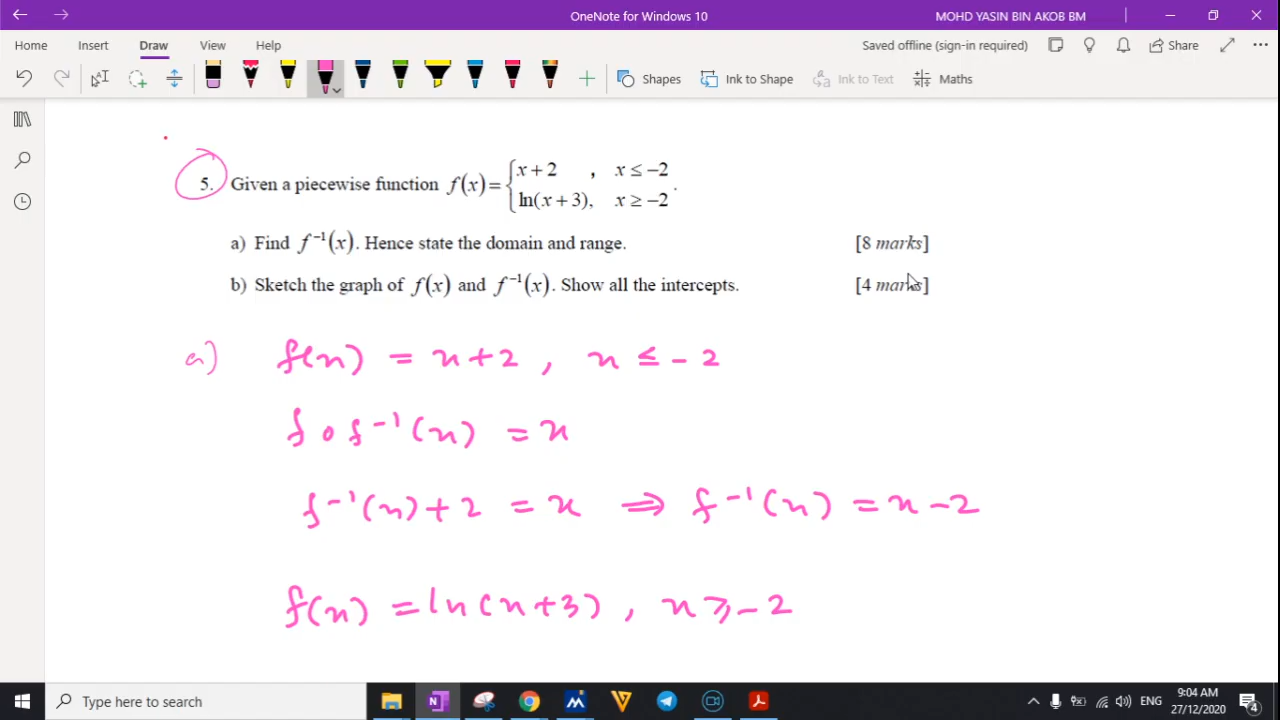 OneNote for Windows 10
MOHD YASIN BIN AKOB BM
Home Insert Draw View Help
Saved offline (sign-in required)
Share
Shapes
Ink to Shape
Ink to Text
Maths
5. Given a piecewise function f(x) = { x + 2 , x ≤ −2
ln(x + 3), x ≥ −2 .
a) Find f⁻¹(x). Hence state the domain and range. [8 marks]
b) Sketch the graph of f(x) and f⁻¹(x). Show all the intercepts. [4 marks]
a) f(x) = x + 2 , x ≤ −2
f∘f⁻¹(x) = x
f⁻¹(x) + 2 = x ⟹ f⁻¹(x) = x − 2
f(x) = ln(x + 3) , x ≥ −2
Type here to search
ENG
9:04 AM
27/12/2020
4